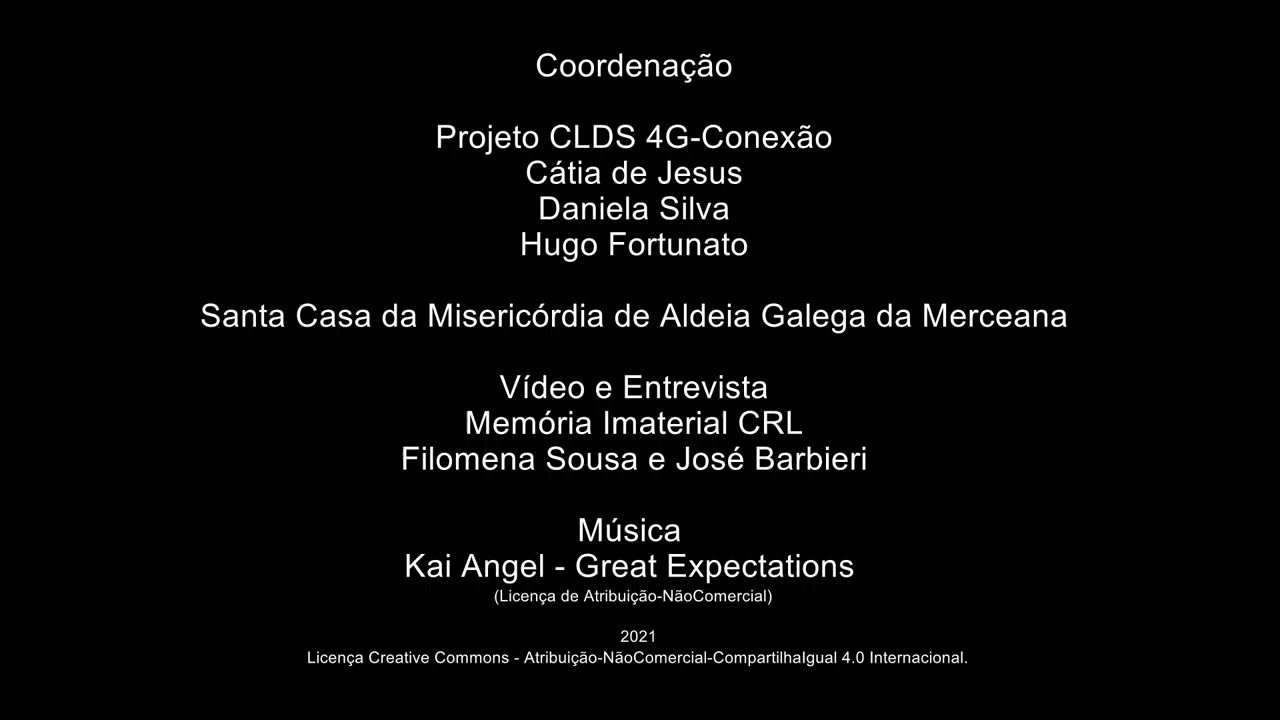 Coordenação
Projeto CLDS 4G-Conexão
Cátia de Jesus
Daniela Silva
Hugo Fortunato
Santa Casa da Misericórdia de Aldeia Galega da Merceana
Vídeo e Entrevista
Memória Imaterial CRL
Filomena Sousa e José Barbieri
Música
Kai Angel - Great Expectations
(Licença de Atribuição-NãoComercial)
2021
Licença Creative Commons - Atribuição-NãoComercial-CompartilhaIgual 4.0 Internacional.